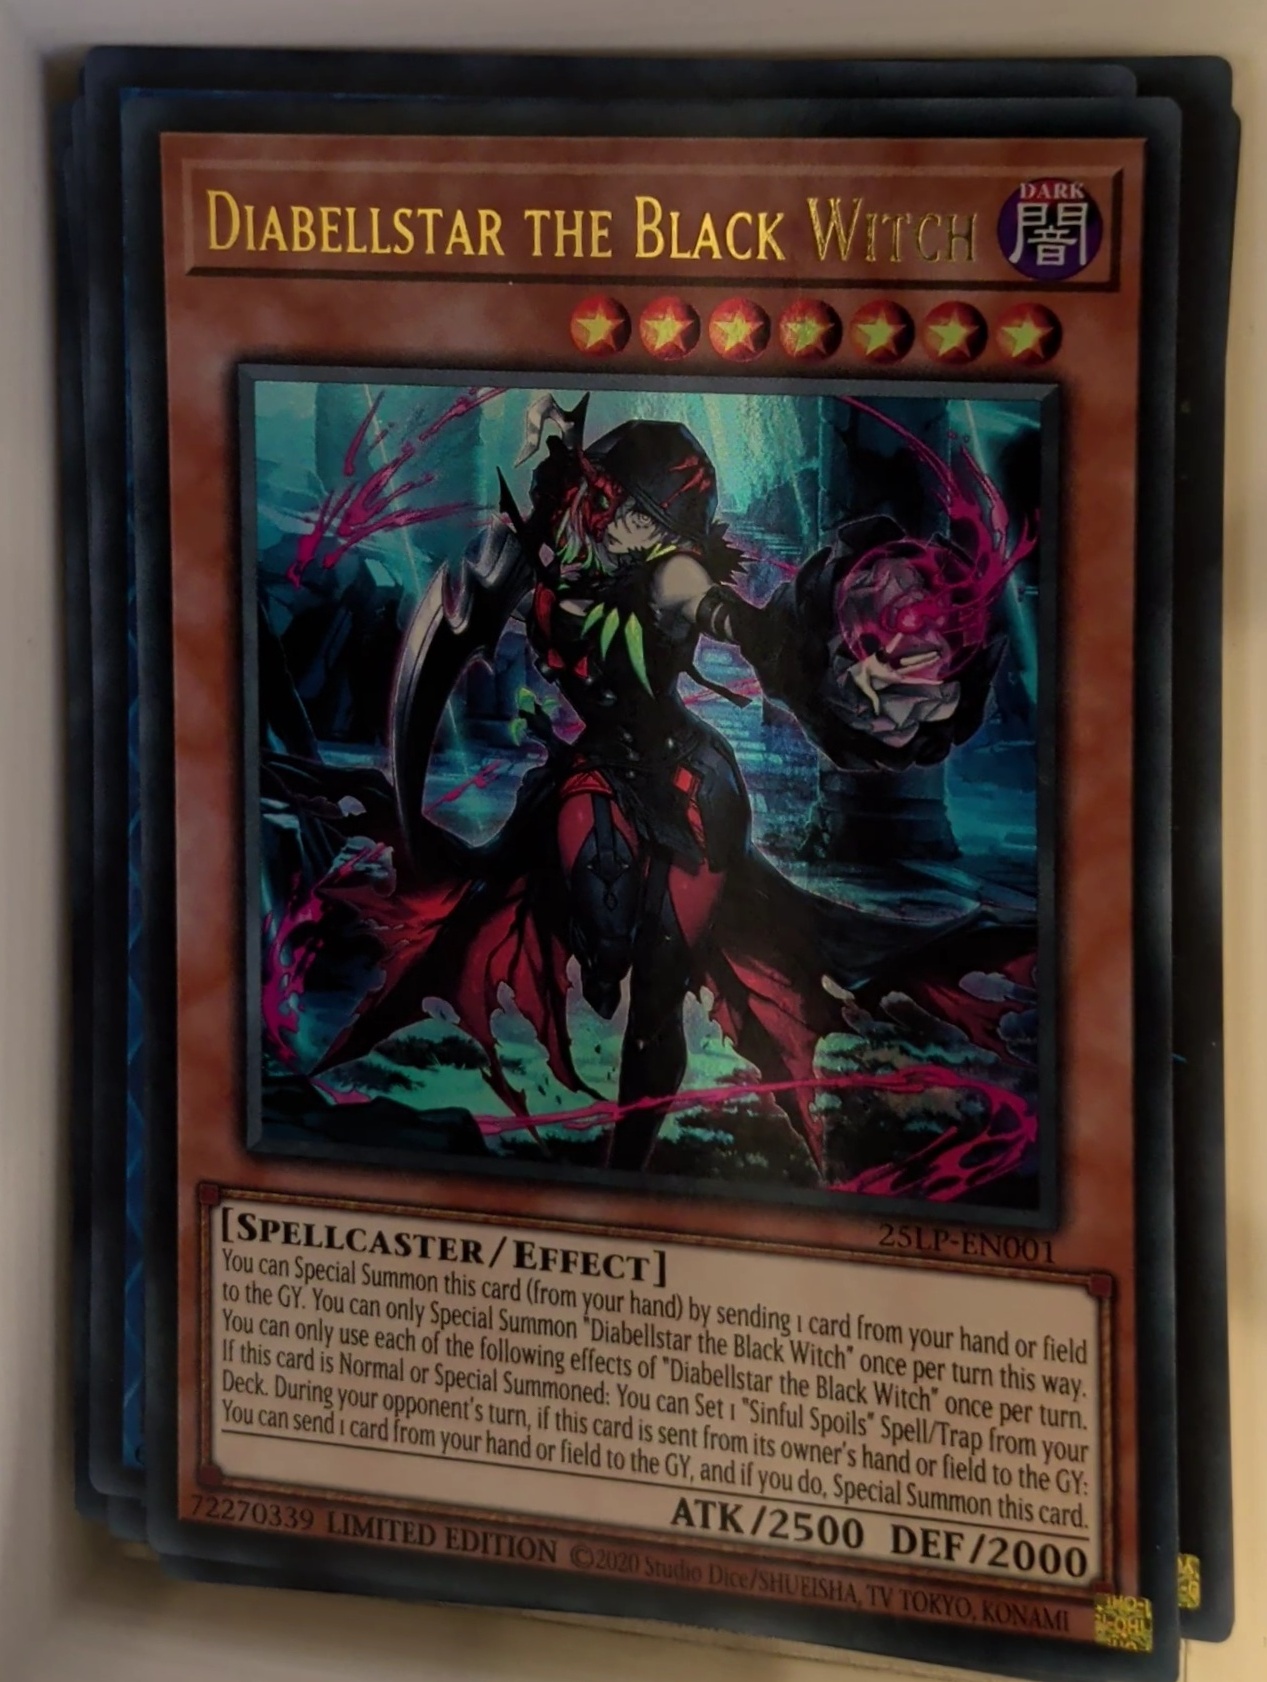 DIABELLSTAR THE BLACK WITCH
DARK
闇
25LP-EN001
[SPELLCASTER/EFFECT]
You can Special Summon this card (from your hand) by sending 1 card from your hand or field
to the GY. You can only Special Summon "Diabellstar the Black Witch" once per turn this way.
You can only use each of the following effects of "Diabellstar the Black Witch" once per turn.
If this card is Normal or Special Summoned: You can Set 1 "Sinful Spoils" Spell/Trap from your
Deck. During your opponent's turn, if this card is sent from its owner's hand or field to the GY:
You can send 1 card from your hand or field to the GY, and if you do, Special Summon this card.
ATK/2500 DEF/2000
72270339 LIMITED EDITION ©2020 Studio Dice/SHUEISHA, TV TOKYO, KONAMI